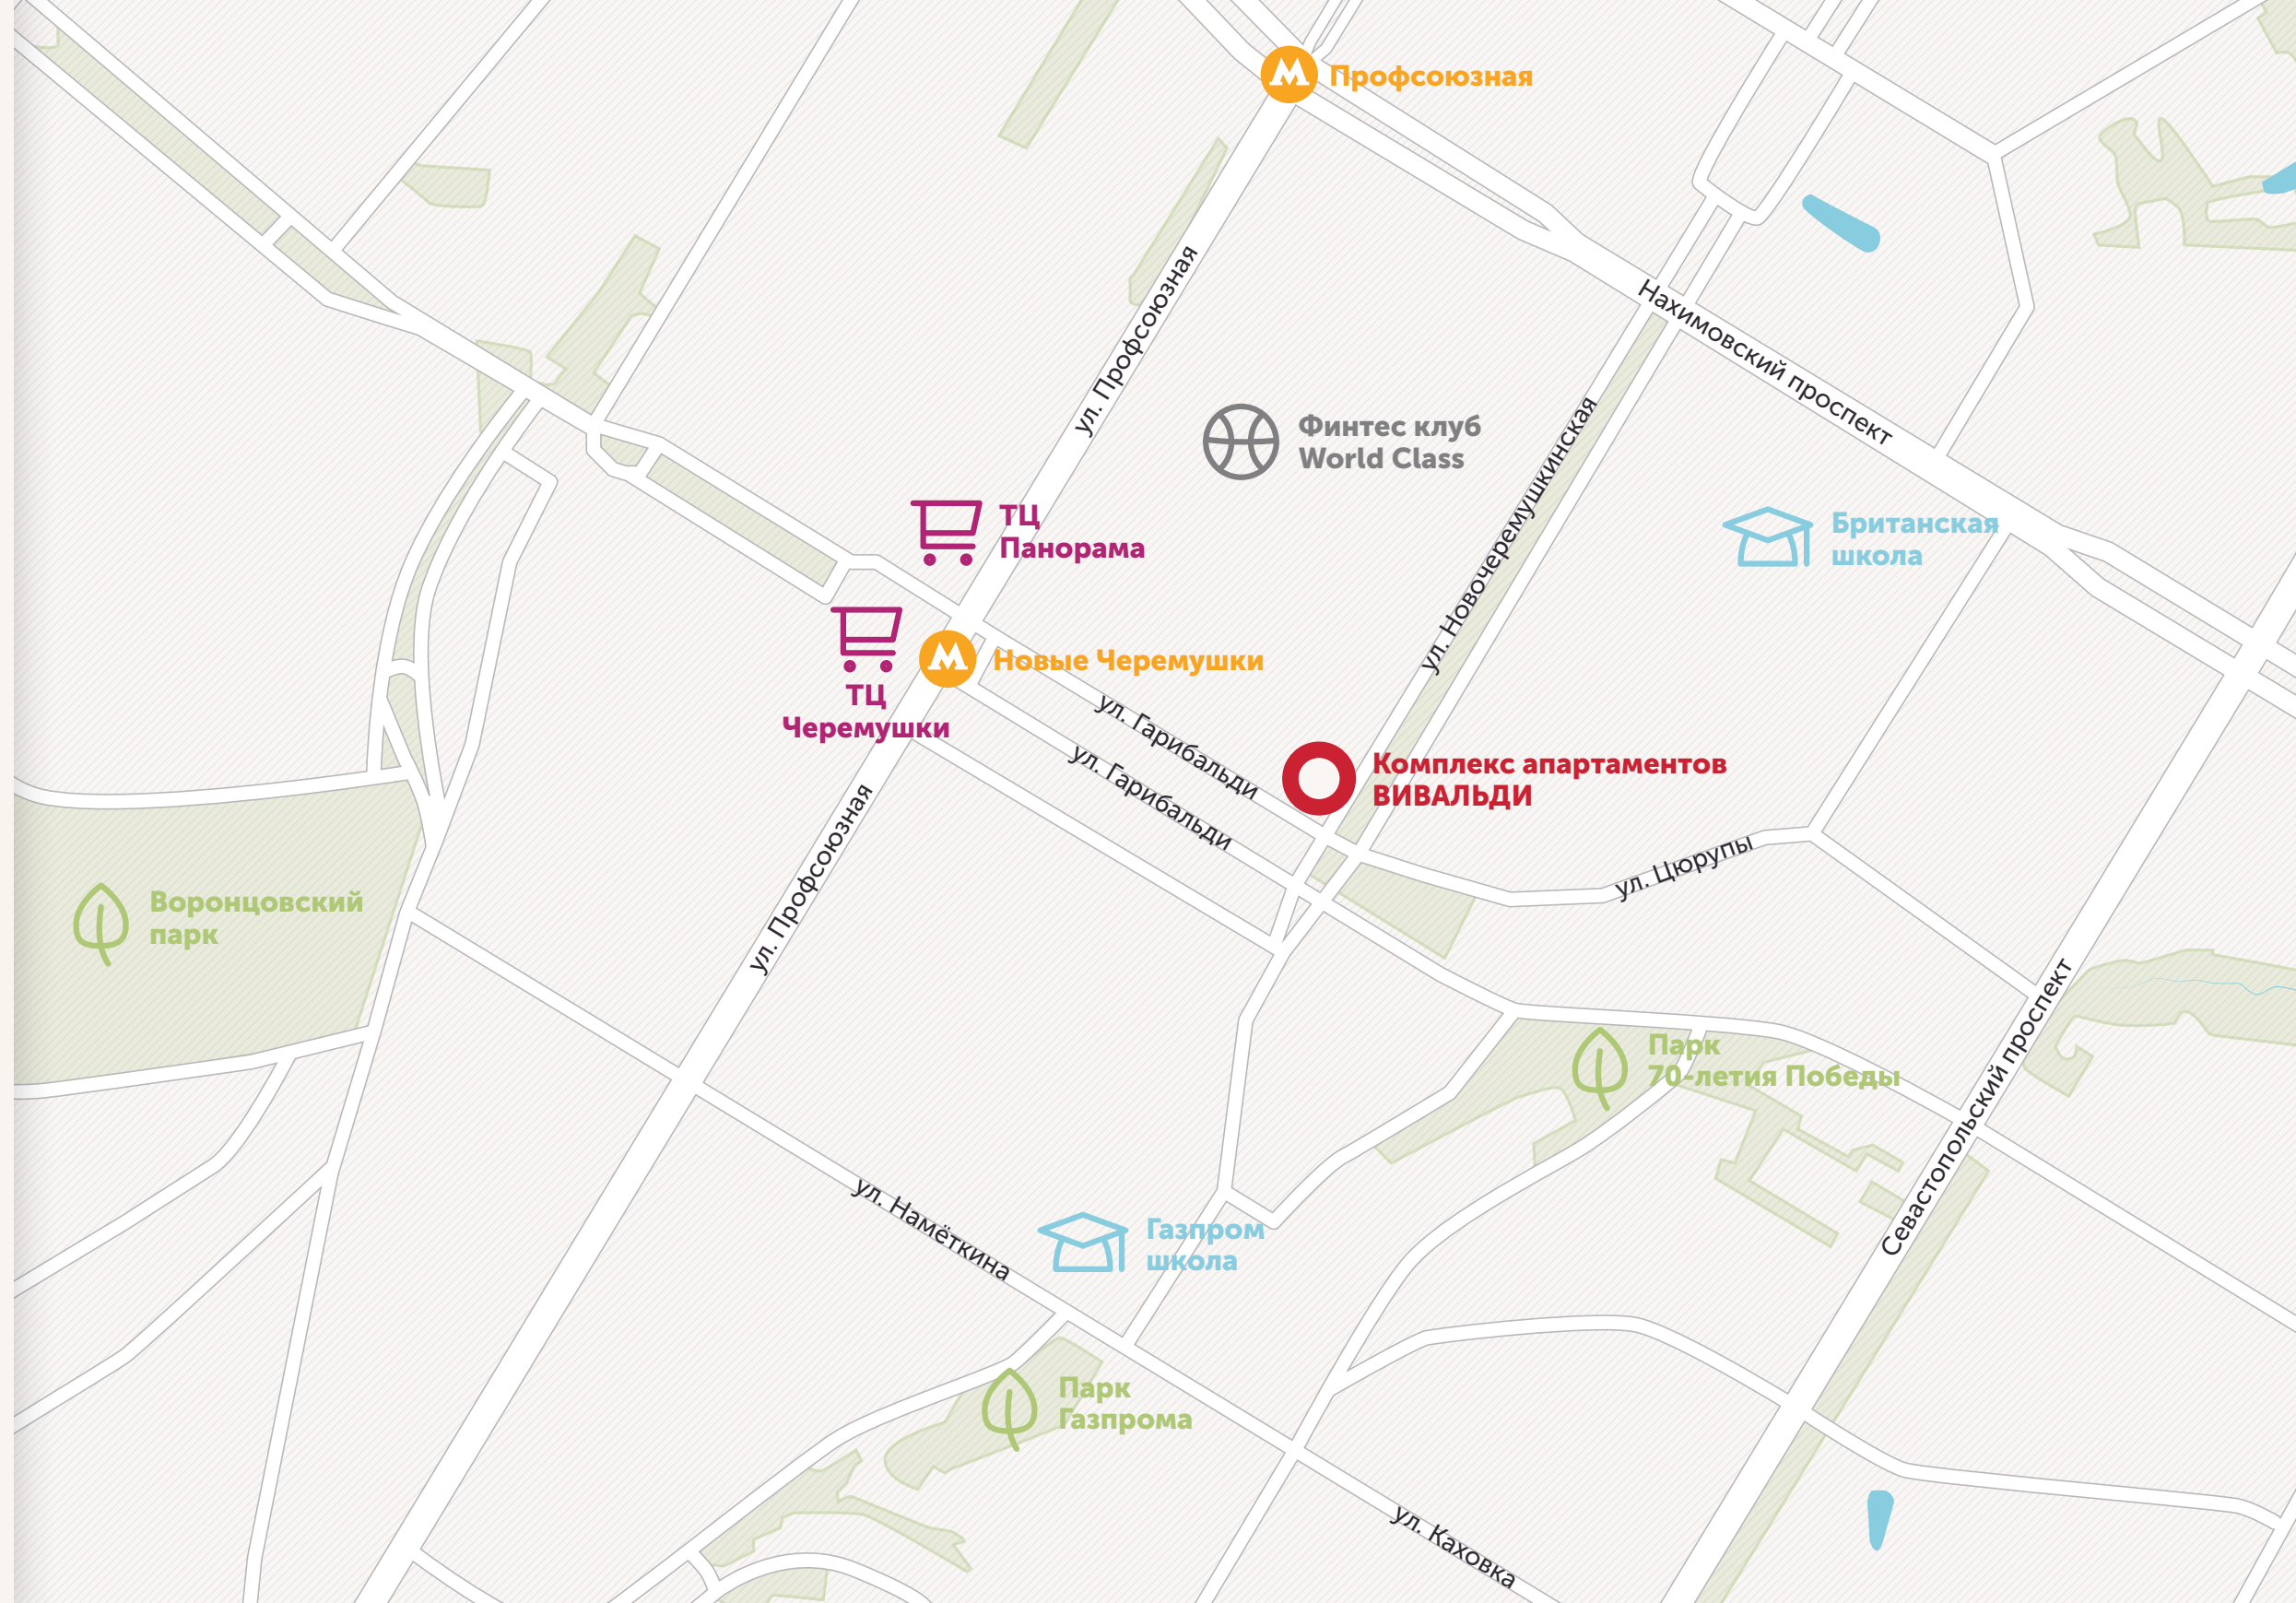 Профсоюзная
ул. Профсоюзная
Нахимовский проспект
Финтес клуб
World Class
ул. Новочеремушкинская
ТЦ
Панорама
Британская
школа
Новые Черемушки
ТЦ
Черемушки
ул. Гарибальди
ул. Гарибальди
Комплекс апартаментов
ВИВАЛЬДИ
ул. Профсоюзная
ул. Цюрупы
Воронцовский
парк
Севастопольский проспект
Парк
70-летия Победы
ул. Намёткина
Газпром
школа
Парк
Газпрома
ул. Каховка